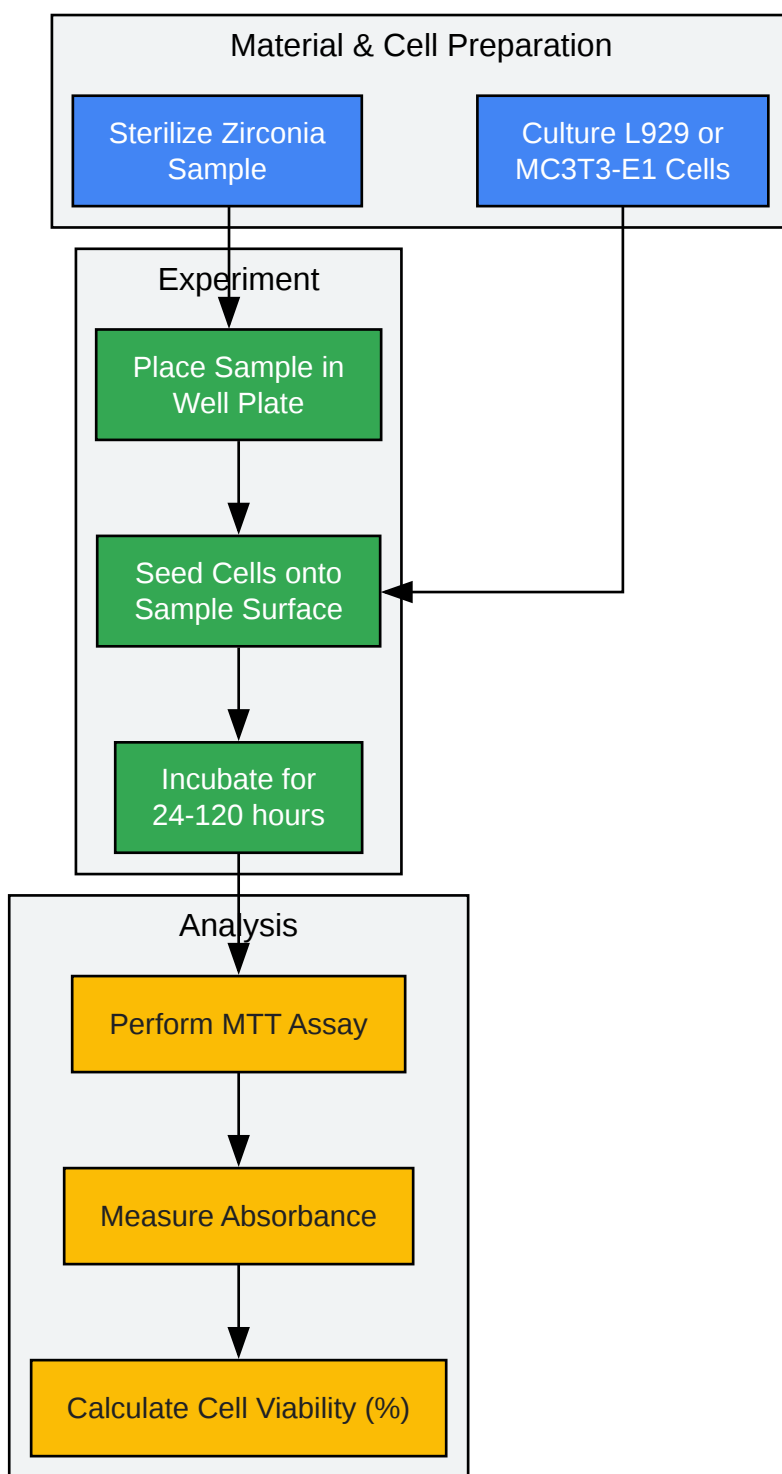 Material & Cell Preparation
Sterilize Zirconia
Sample
Culture L929 or
MC3T3-E1 Cells
Experiment
Place Sample in
Well Plate
Seed Cells onto
Sample Surface
Incubate for
24-120 hours
Analysis
Perform MTT Assay
Measure Absorbance
Calculate Cell Viability (%)